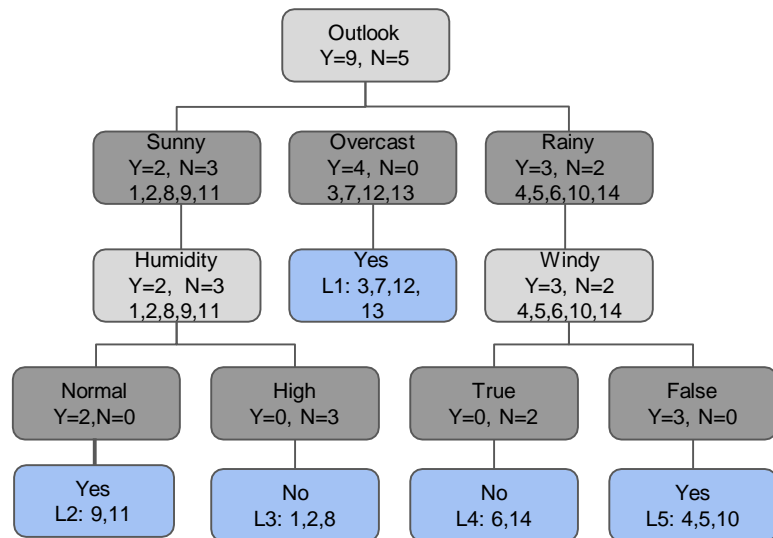 Outlook
Y=9, N=5
Sunny
Y=2, N=3
1,2,8,9,11
Overcast
Y=4, N=0
3,7,12,13
Rainy
Y=3, N=2
4,5,6,10,14
Humidity
Y=2, N=3
1,2,8,9,11
Yes
L1: 3,7,12,
13
Windy
Y=3, N=2
4,5,6,10,14
Normal
Y=2,N=0
High
Y=0, N=3
True
Y=0, N=2
False
Y=3, N=0
Yes
L2: 9,11
No
L3: 1,2,8
No
L4: 6,14
Yes
L5: 4,5,10